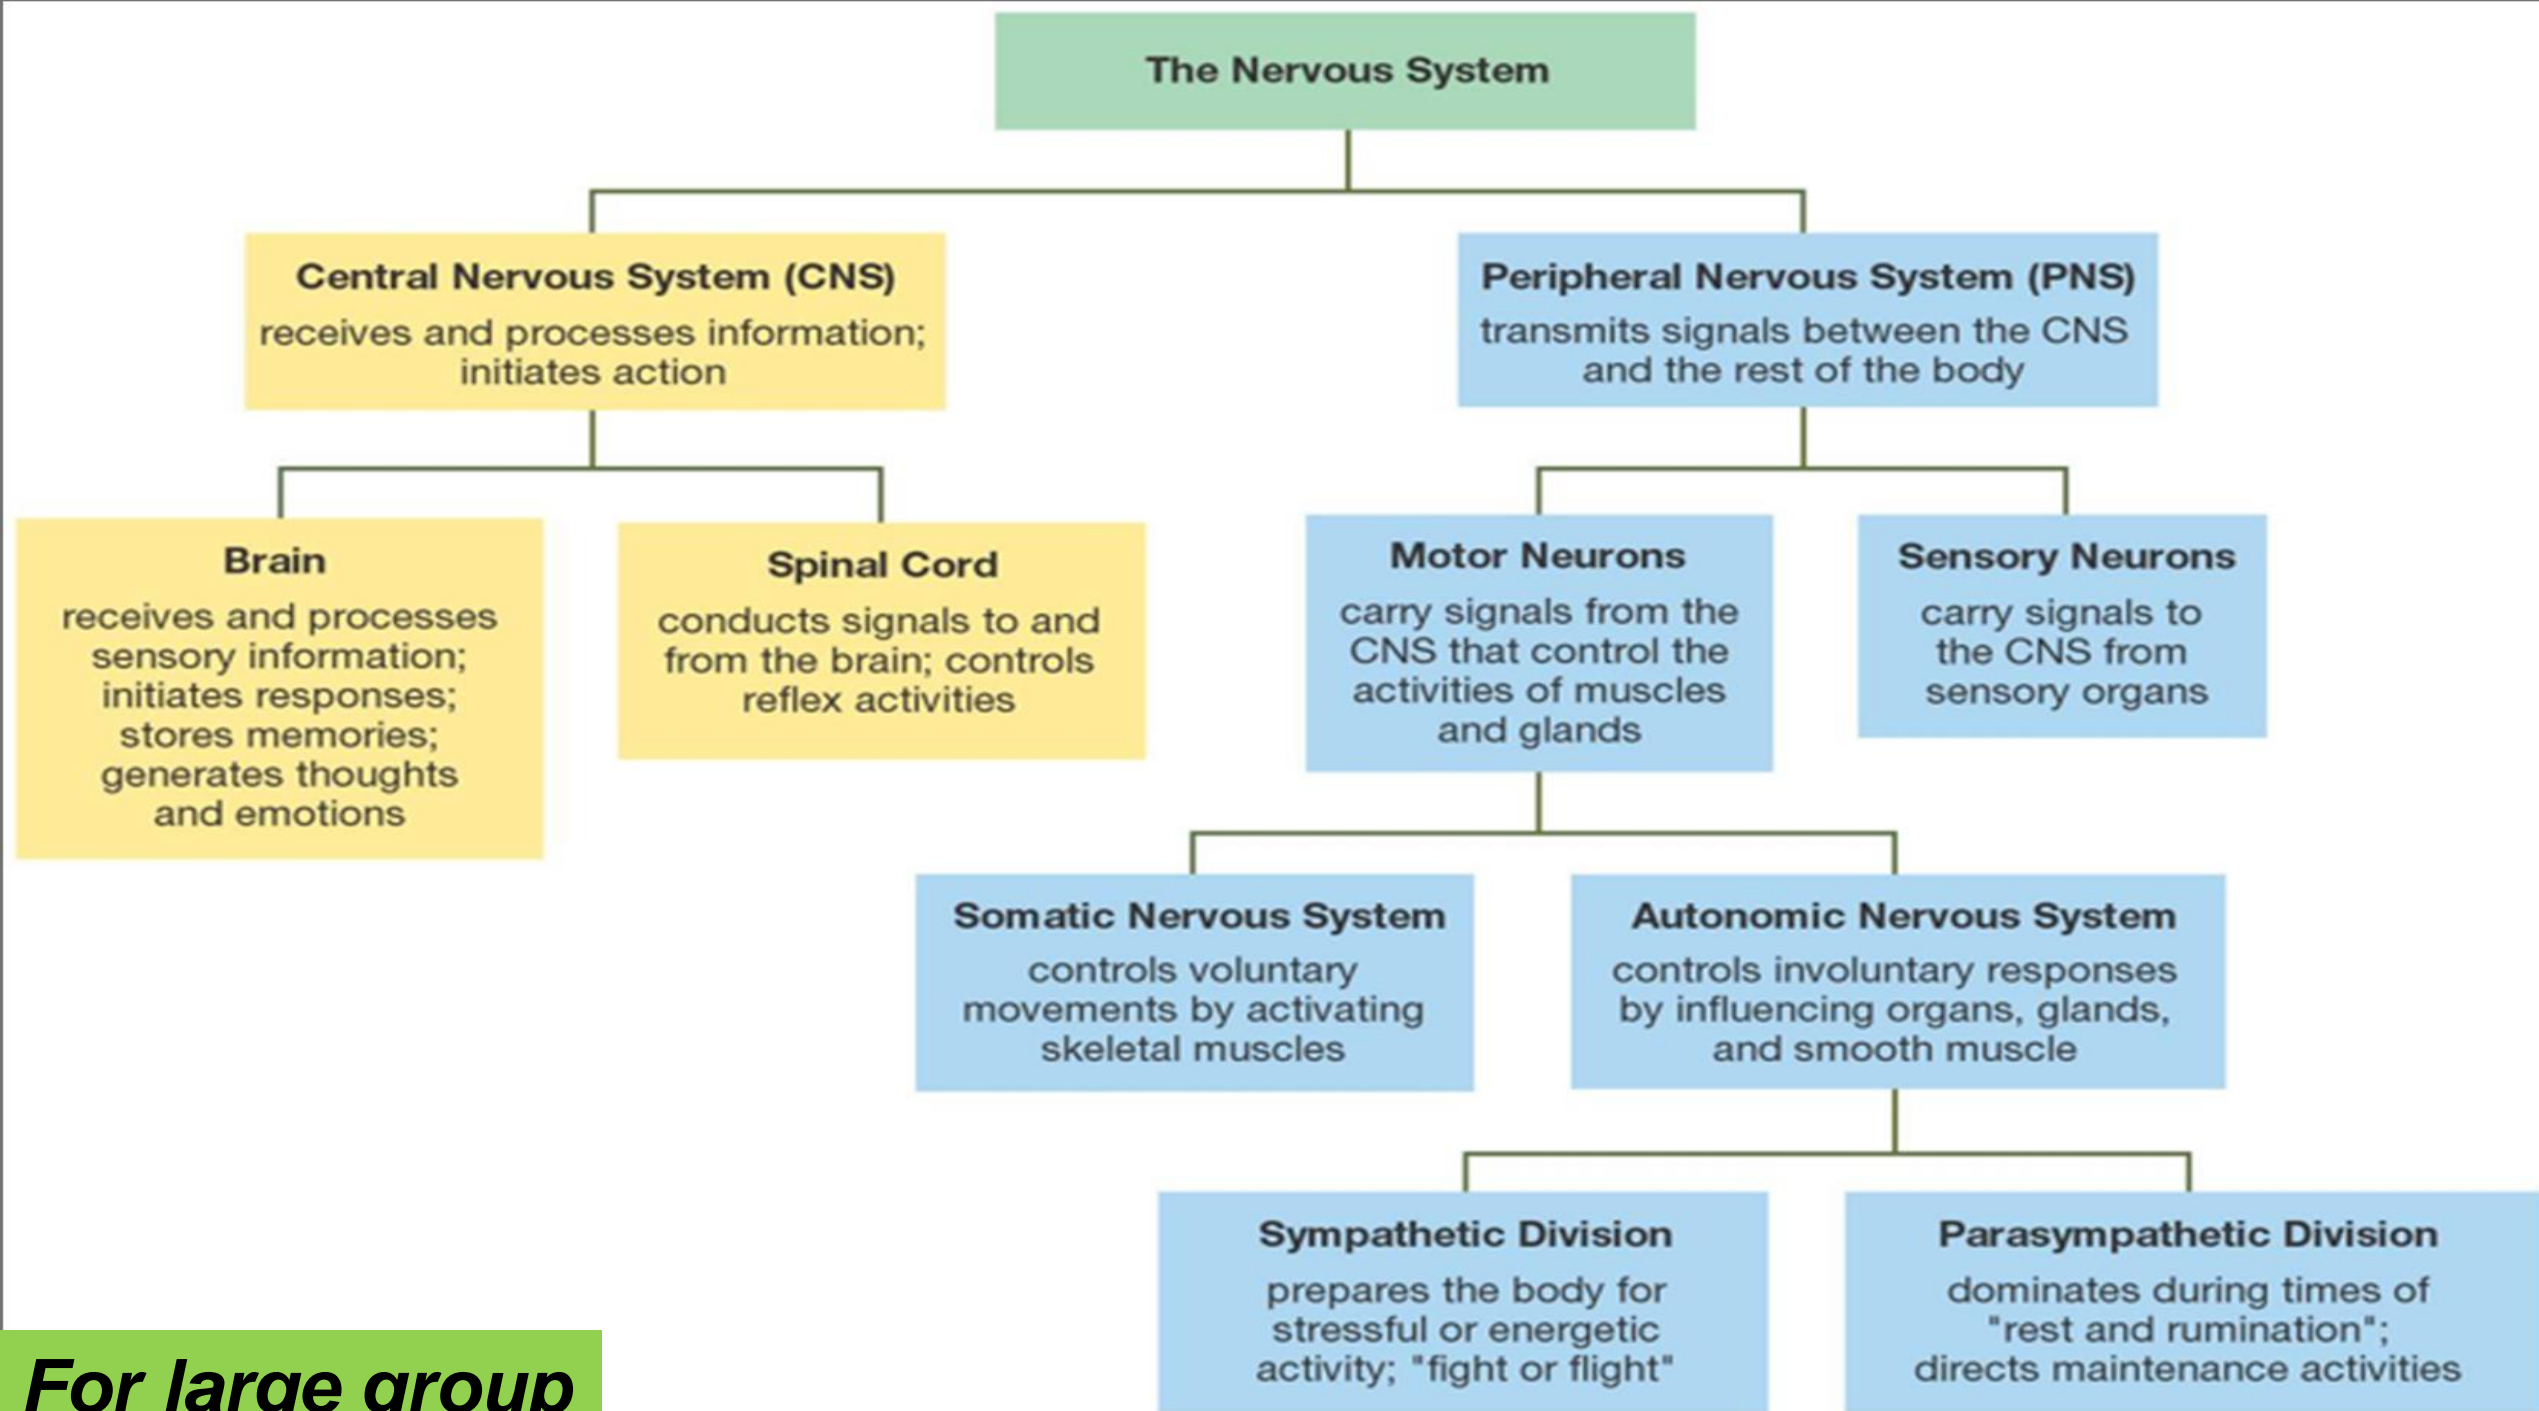 The Nervous System
Central Nervous System (CNS)
receives and processes information;
initiates action
Peripheral Nervous System (PNS)
transmits signals between the CNS
and the rest of the body
Brain
receives and processes
sensory information;
initiates responses;
stores memories;
generates thoughts
and emotions
Spinal Cord
conducts signals to and
from the brain; controls
reflex activities
Motor Neurons
carry signals from the
CNS that control the
activities of muscles
and glands
Sensory Neurons
carry signals to
the CNS from
sensory organs
Somatic Nervous System
controls voluntary
movements by activating
skeletal muscles
Autonomic Nervous System
controls involuntary responses
by influencing organs, glands,
and smooth muscle
Sympathetic Division
prepares the body for
stressful or energetic
activity; "fight or flight"
Parasympathetic Division
dominates during times of
"rest and rumination";
directs maintenance activities
For large group